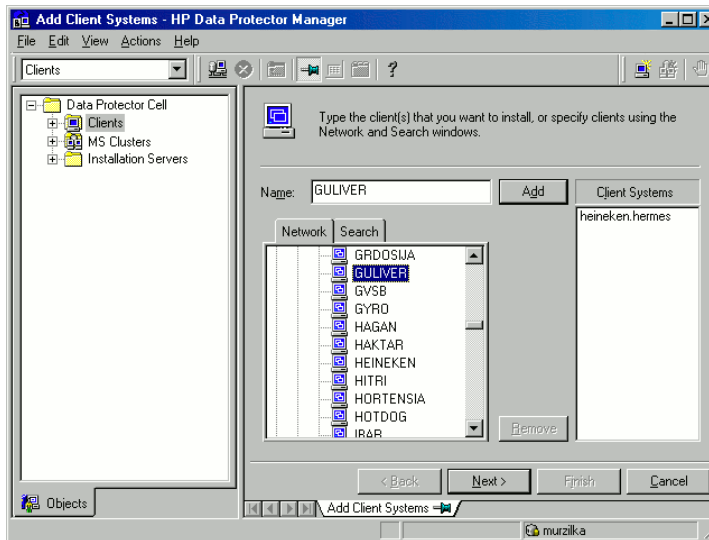 Add Client Systems - HP Data Protector Manager
File Edit View Actions Help
Clients
?
Data Protector Cell
Clients
MS Clusters
Installation Servers
Type the client(s) that you want to install, or specify clients using the
Network and Search windows.
Name: GULIVER Add Client Systems
heineken.hermes
Network Search
GRDOSIJA
GULIVER
GVSB
GYRO
HAGAN
HAKTAR
HEINEKEN
HITRI
HORTENSIA
HOTDOG
IBAR
Remove
< Back Next > Finish Cancel
Objects
Add Client Systems
murzilka